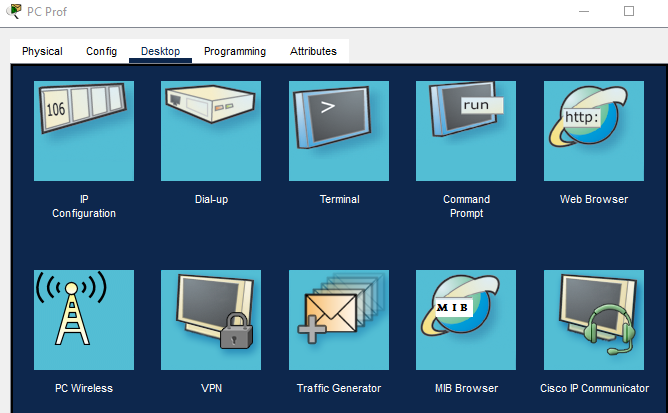 PC Prof
Physical Config Desktop Programming Attributes
106
>
run
http:
IP
Configuration
Dial-up
Terminal
Command
Prompt
Web Browser
MIB
PC Wireless
VPN
Traffic Generator
MIB Browser
Cisco IP Communicator